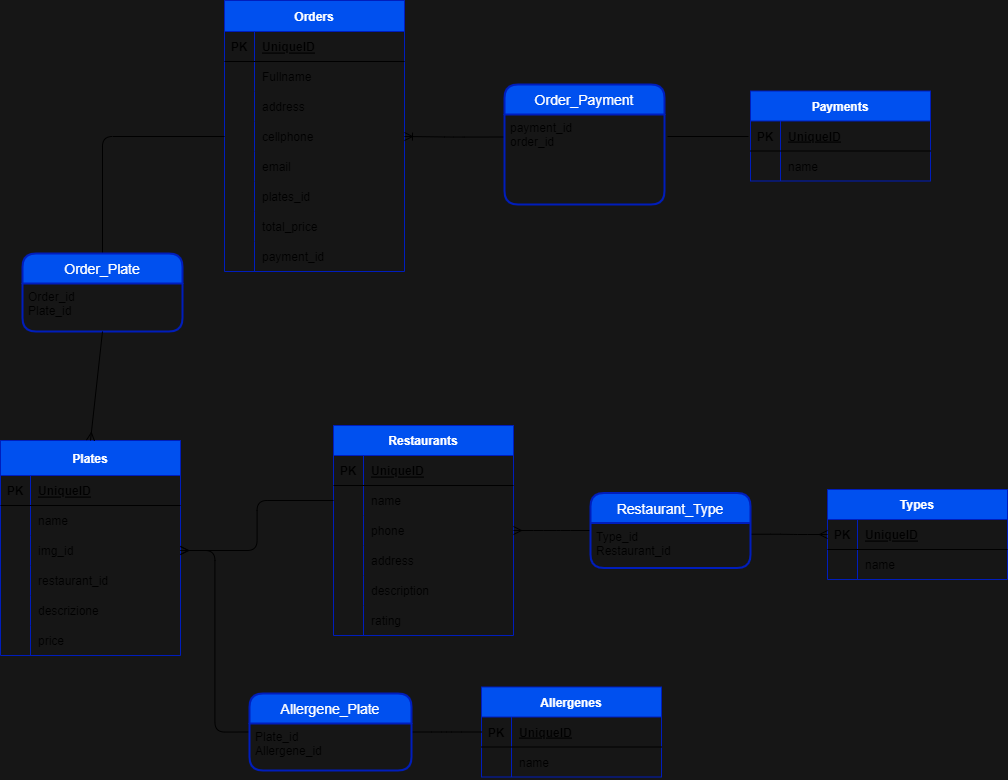 Orders
PK UniqueID
Fullname
address
cellphone
email
plates_id
total_price
payment_id
Order_Payment
payment_id
order_id
Payments
PK UniqueID
name
Order_Plate
Order_id
Plate_id
Plates
PK UniqueID
name
img_id
restaurant_id
descrizione
price
Restaurants
PK UniqueID
name
phone
address
description
rating
Restaurant_Type
Type_id
Restaurant_id
Types
PK UniqueID
name
Allergene_Plate
Plate_id
Allergene_id
Allergenes
PK UniqueID
name